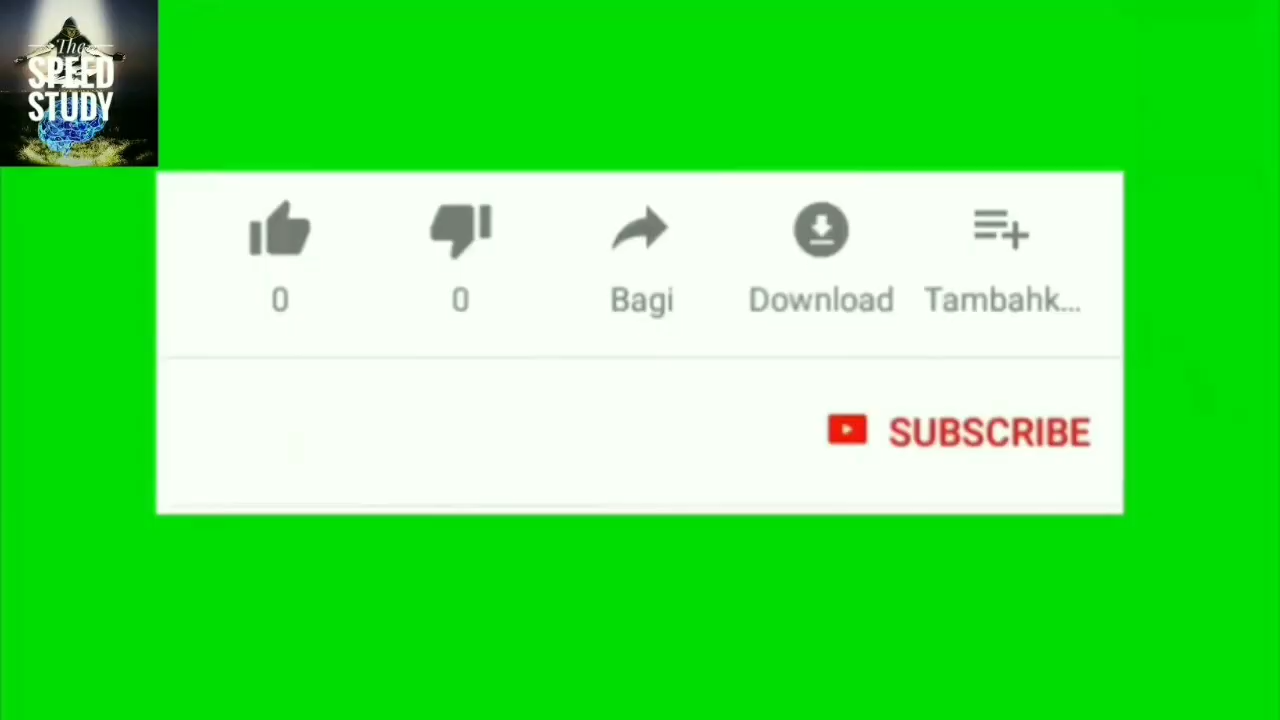 The
SPEED
STUDY
0 0 Bagi Download Tambahk...
SUBSCRIBE